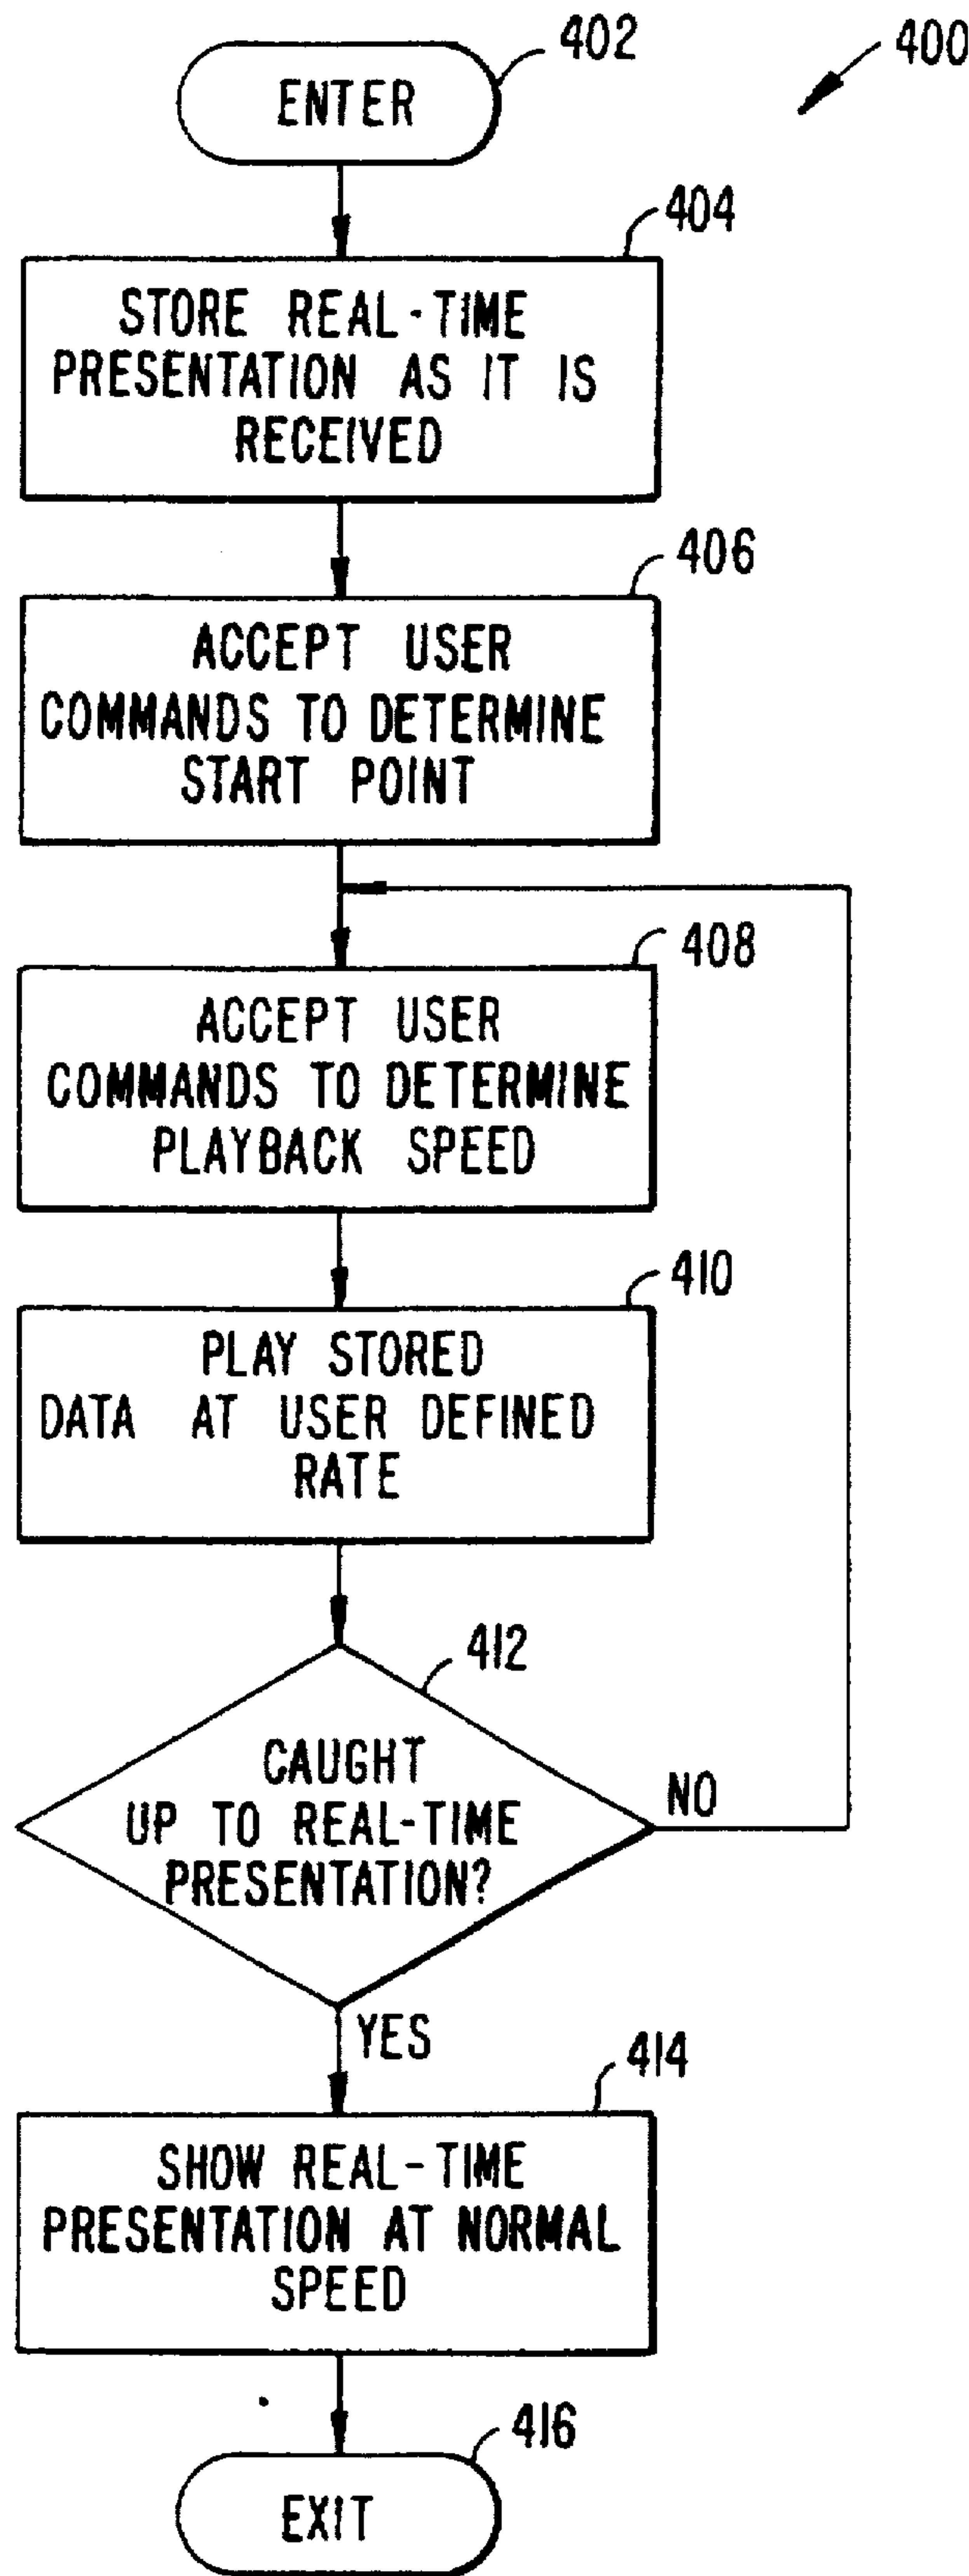 402
400
ENTER
404
STORE REAL-TIME
PRESENTATION AS IT IS
RECEIVED
406
ACCEPT USER
COMMANDS TO DETERMINE
START POINT
408
ACCEPT USER
COMMANDS TO DETERMINE
PLAYBACK SPEED
410
PLAY STORED
DATA AT USER DEFINED
RATE
412
CAUGHT
UP TO REAL-TIME
PRESENTATION?
NO
YES
414
SHOW REAL-TIME
PRESENTATION AT NORMAL
SPEED
416
EXIT